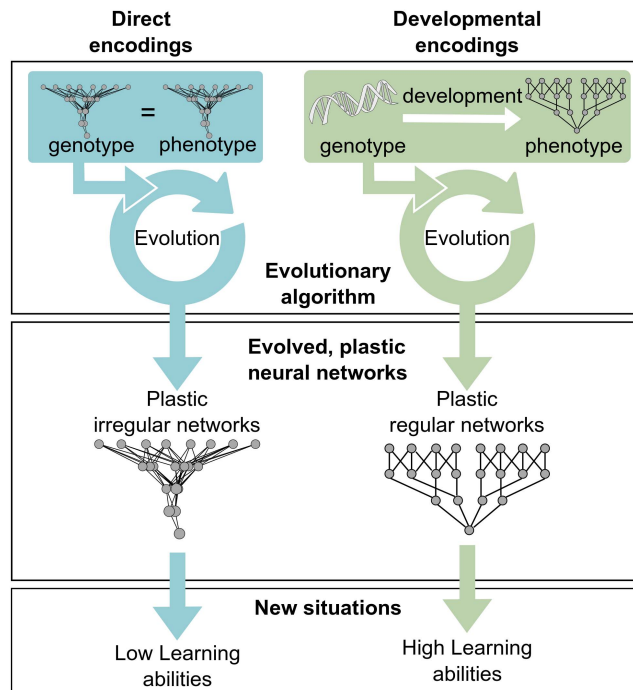 Direct
encodings
Developmental
encodings
=
genotype
phenotype
development
genotype
phenotype
Evolution
Evolution
Evolutionary
algorithm
Evolved, plastic
neural networks
Plastic
irregular networks
Plastic
regular networks
New situations
Low Learning
abilities
High Learning
abilities